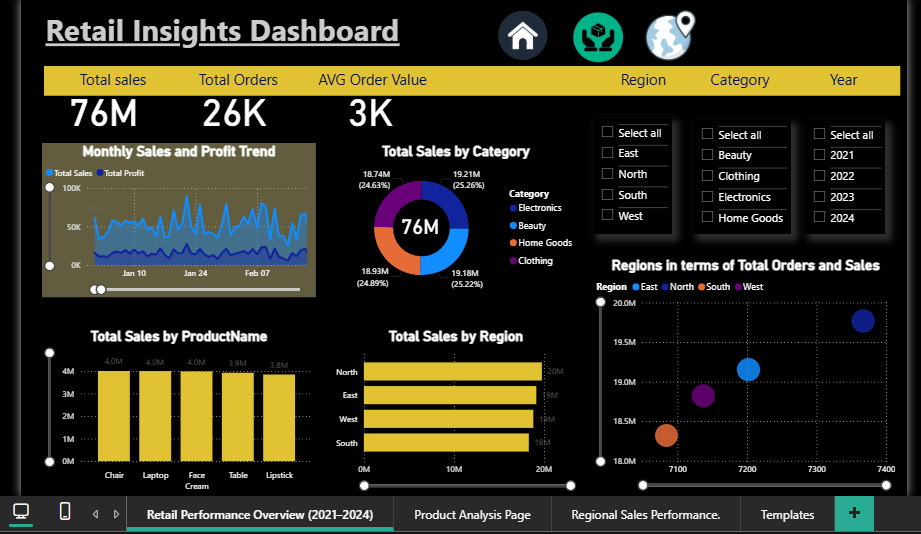 Retail Insights Dashboard
Total sales Total Orders AVG Order Value Region Category Year
76M 26K 3K
Select all
East
North
South
West
Select all
Beauty
Clothing
Electronics
Home Goods
Select all
2021
2022
2023
2024
Monthly Sales and Profit Trend
Total Sales Total Profit
100K
50K
0K
Jan 10 Jan 24 Feb 07
Total Sales by Category
18.74M
(24.63%)
19.21M
(25.26%)
76M
18.93M
(24.89%)
19.18M
(25.22%)
Category
Electronics
Beauty
Home Goods
Clothing
Regions in terms of Total Orders and Sales
Region East North South West
20.0M
19.5M
19.0M
18.5M
18.0M
7100 7200 7300 7400
Total Sales by ProductName
4.0M 4.0M 4.0M 3.9M 3.8M
4M
3M
2M
1M
0M
Chair Laptop Face Table Lipstick
Cream
Total Sales by Region
North 20M
East 19M
West 19M
South 18M
0M 10M 20M
Retail Performance Overview (2021–2024) Product Analysis Page Regional Sales Performance. Templates +